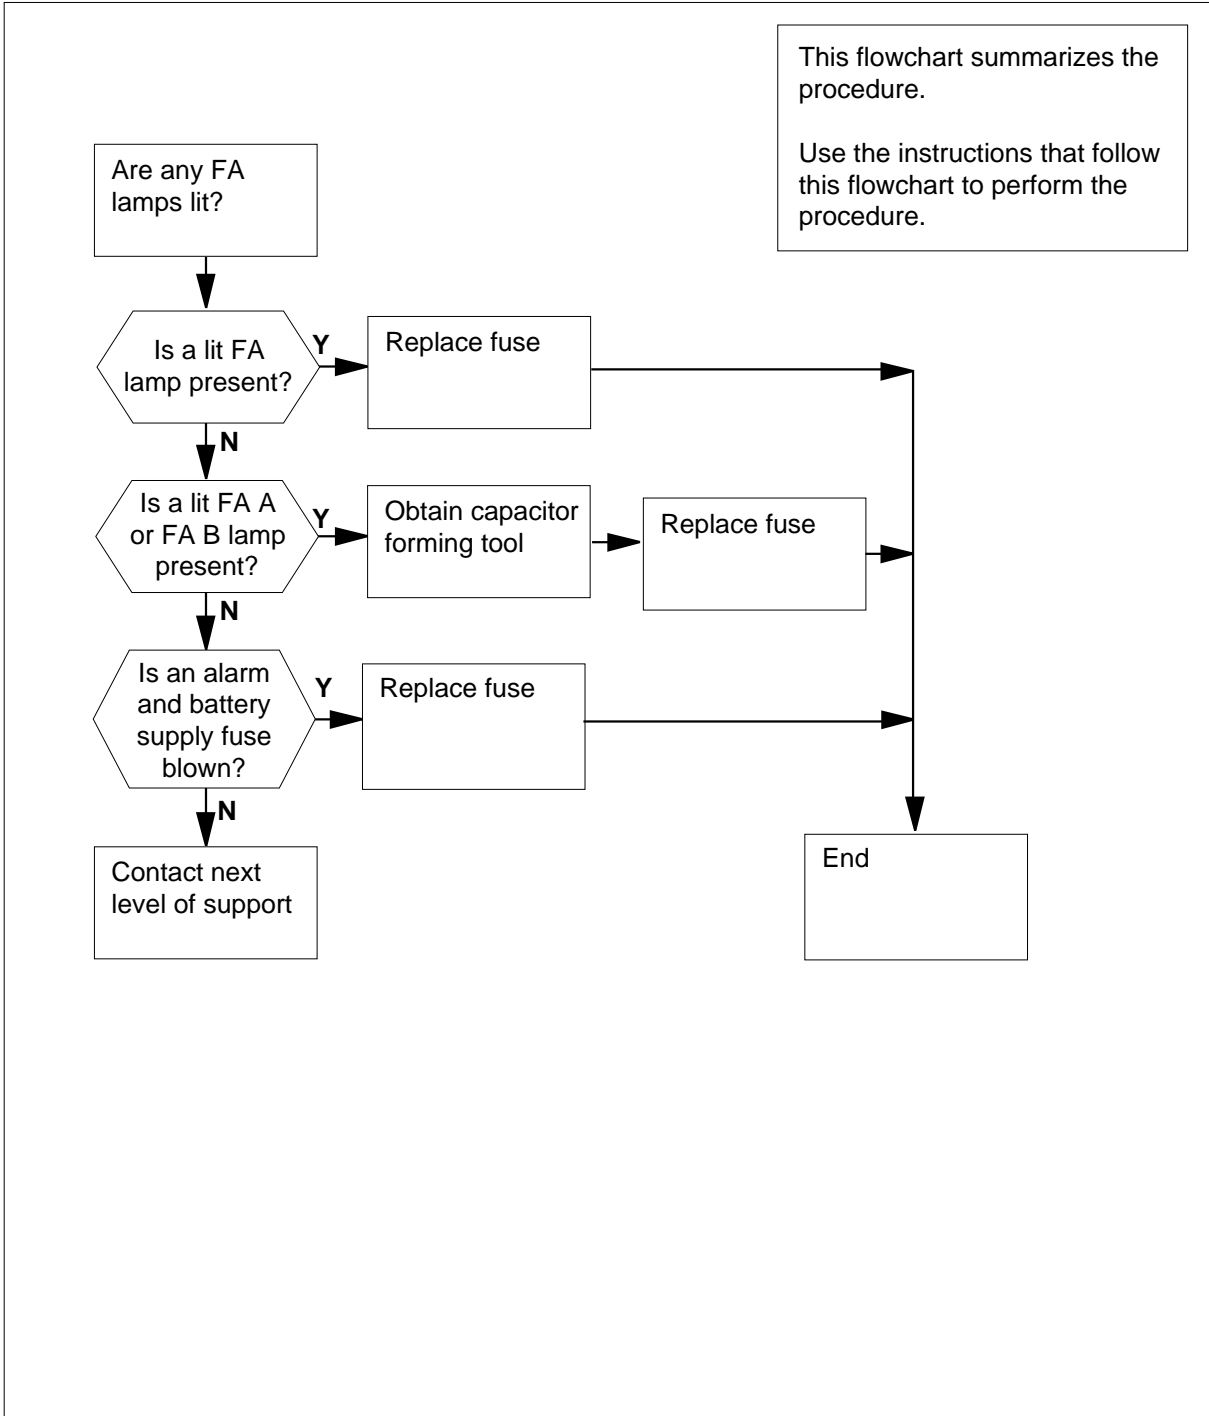 This flowchart summarizes the
procedure.
Use the instructions that follow
this flowchart to perform the
procedure.
Are any FA
lamps lit?
Is a lit FA
lamp present?
Y
Replace fuse
N
Is a lit FA A
or FA B lamp
present?
Y
Obtain capacitor
forming tool
Replace fuse
N
Is an alarm
and battery
supply fuse
blown?
Y
Replace fuse
N
Contact next
level of support
End